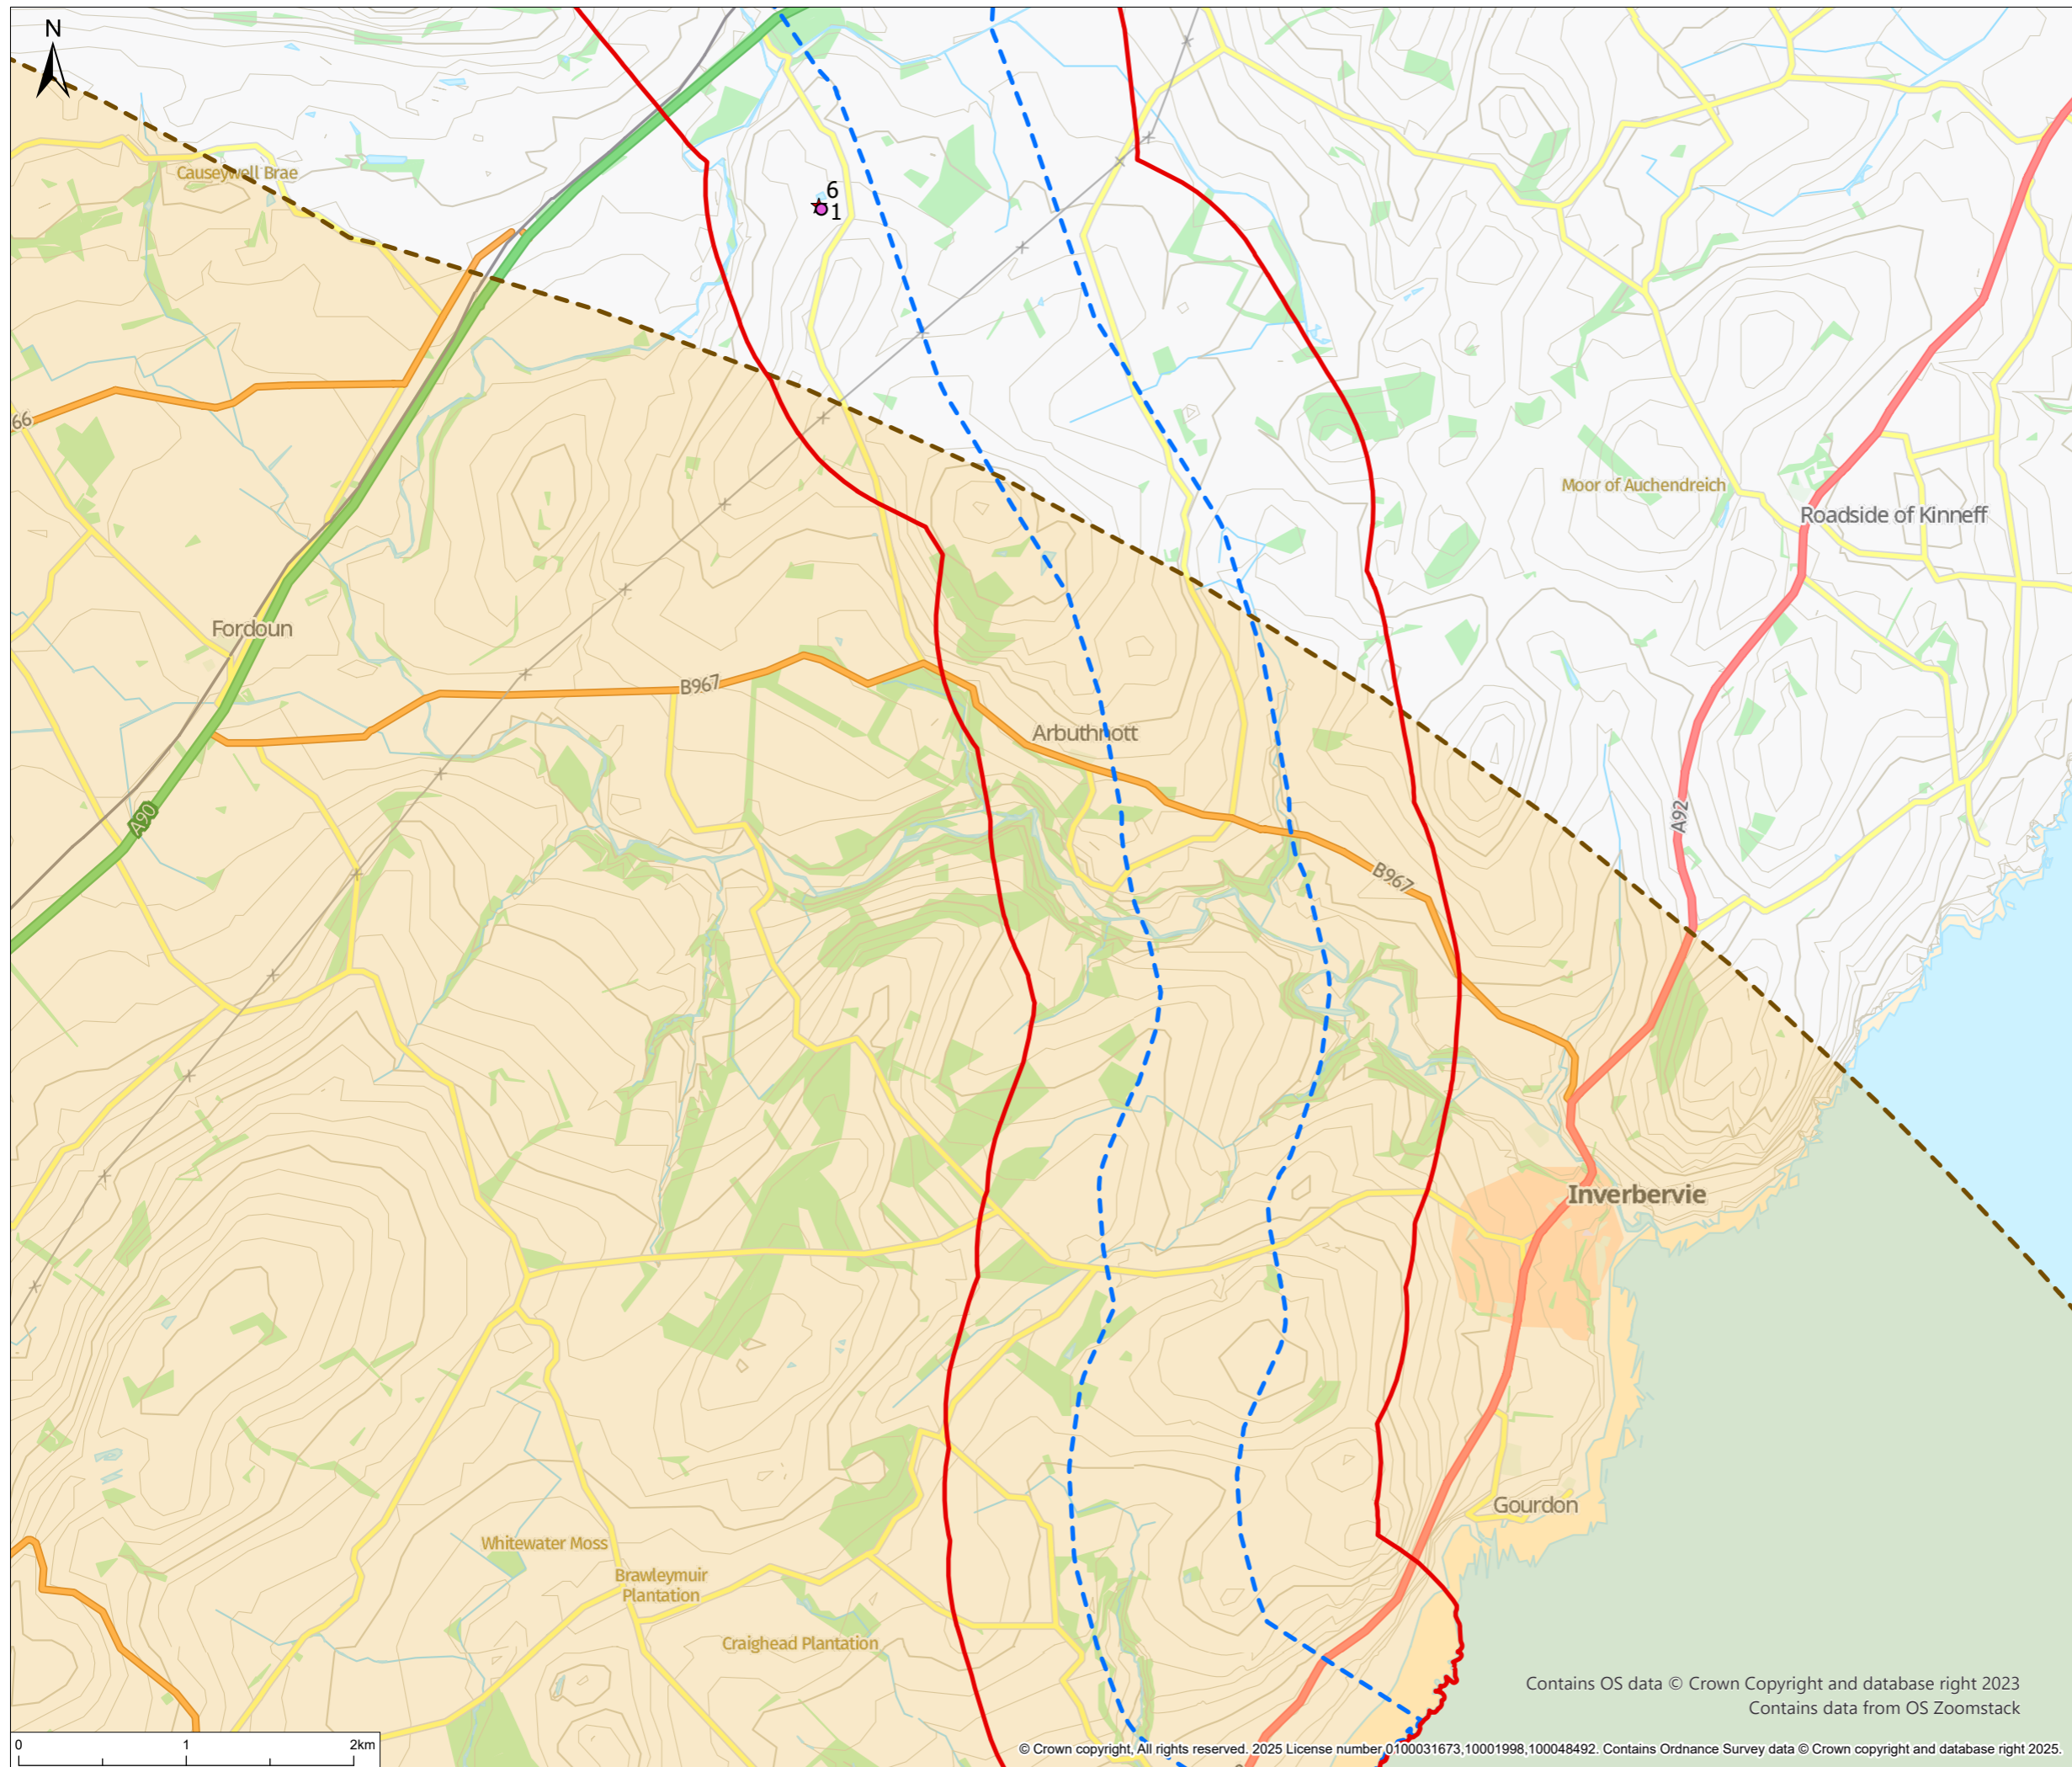 N
Causeywell Brae
6
1
66
Moor of Auchendreich
Roadside of Kinneff
Fordoun
B967
Arbuthnott
A90
A92
B967
Inverbervie
Gourdon
Whitewater Moss
Brawleymuir
Plantation
Craighead Plantation
Contains OS data © Crown Copyright and database right 2023
Contains data from OS Zoomstack
0 1 2km
© Crown copyright, All rights reserved. 2025 License number 0100031673,10001998,100048492. Contains Ordnance Survey data © Crown copyright and database right 2025.